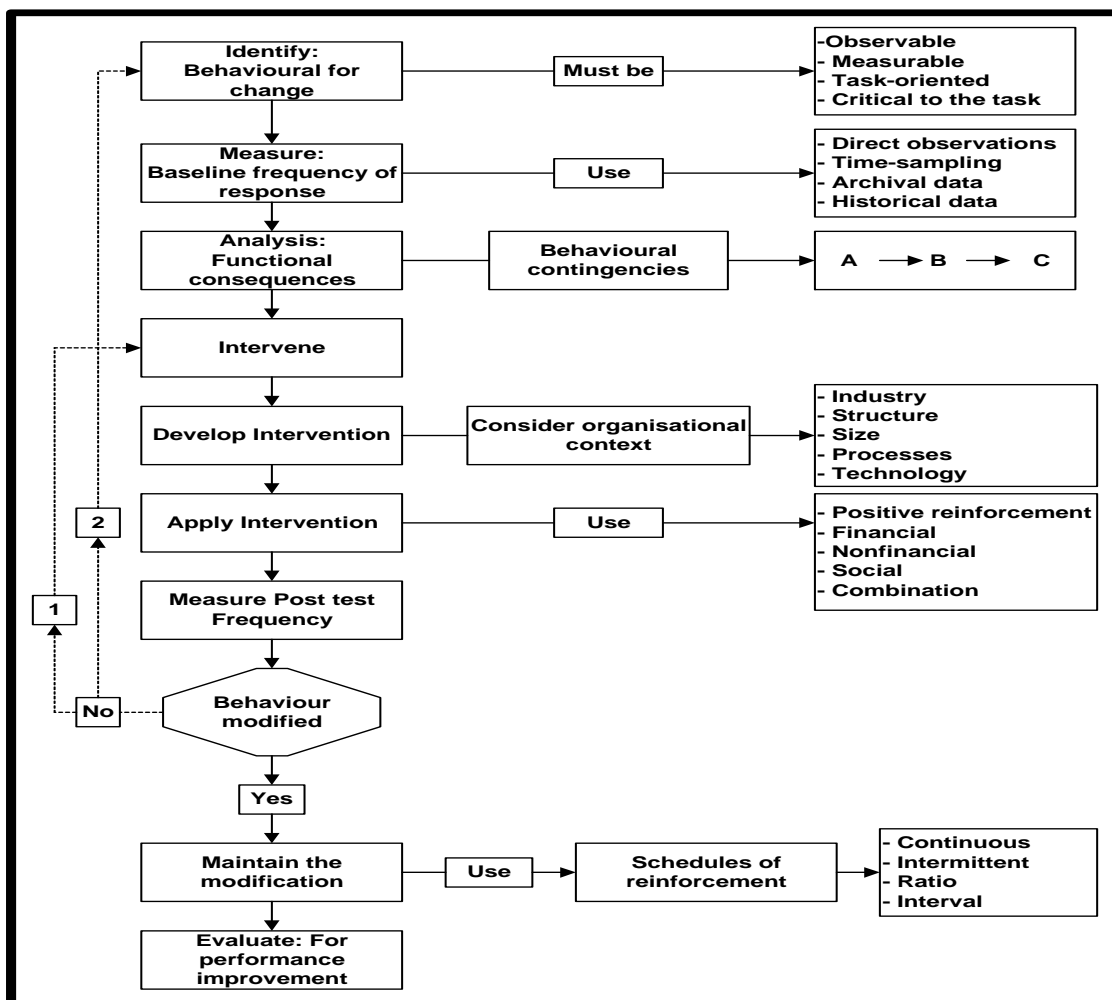 Identify:
Behavioural for
change
Must be
-Observable
- Measurable
- Task-oriented
- Critical to the task
Measure:
Baseline frequency of
response
Use
- Direct observations
- Time-sampling
- Archival data
- Historical data
Analysis:
Functional
consequences
Behavioural
contingencies
A B C
Intervene
Develop Intervention
Consider organisational
context
- Industry
- Structure
- Size
- Processes
- Technology
2
Apply Intervention
Use
- Positive reinforcement
- Financial
- Nonfinancial
- Social
- Combination
1
Measure Post test
Frequency
No
Behaviour
modified
Yes
Maintain the
modification
Use
Schedules of
reinforcement
- Continuous
- Intermittent
- Ratio
- Interval
Evaluate: For
performance
improvement